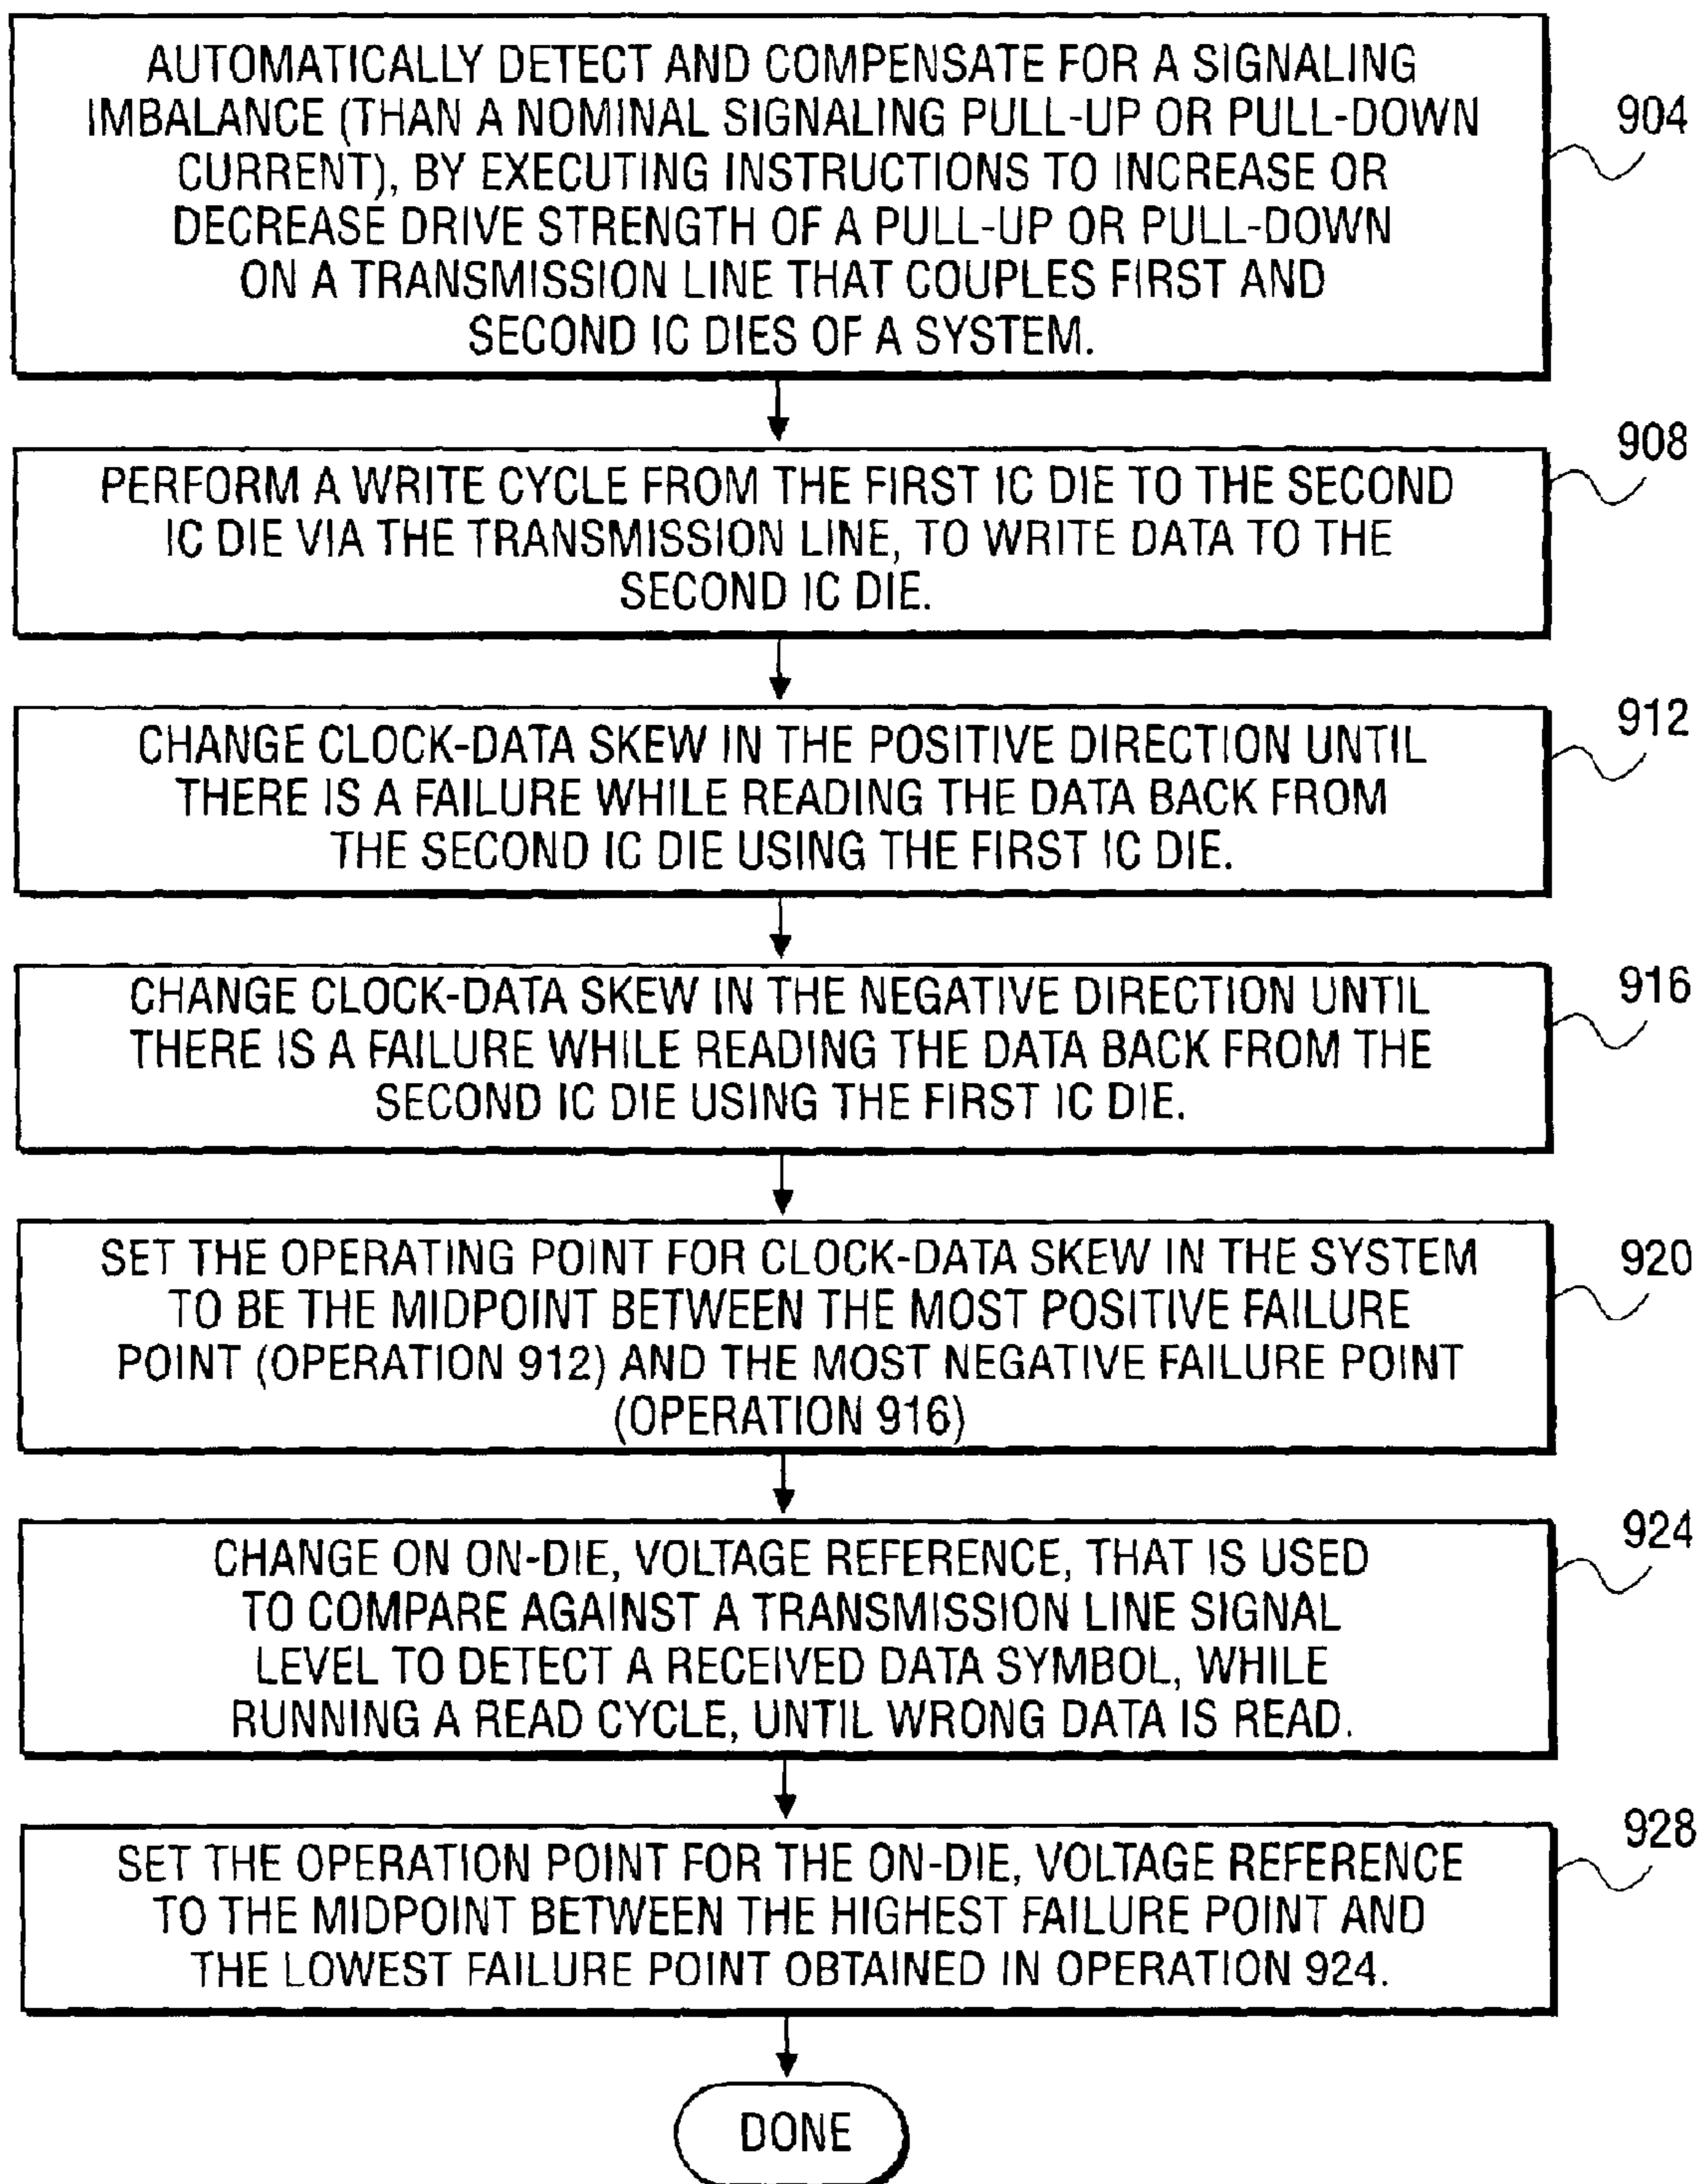 AUTOMATICALLY DETECT AND COMPENSATE FOR A SIGNALING
IMBALANCE (THAN A NOMINAL SIGNALING PULL-UP OR PULL-DOWN
CURRENT), BY EXECUTING INSTRUCTIONS TO INCREASE OR
DECREASE DRIVE STRENGTH OF A PULL-UP OR PULL-DOWN
ON A TRANSMISSION LINE THAT COUPLES FIRST AND
SECOND IC DIES OF A SYSTEM.
904
PERFORM A WRITE CYCLE FROM THE FIRST IC DIE TO THE SECOND
IC DIE VIA THE TRANSMISSION LINE, TO WRITE DATA TO THE
SECOND IC DIE.
908
CHANGE CLOCK-DATA SKEW IN THE POSITIVE DIRECTION UNTIL
THERE IS A FAILURE WHILE READING THE DATA BACK FROM
THE SECOND IC DIE USING THE FIRST IC DIE.
912
CHANGE CLOCK-DATA SKEW IN THE NEGATIVE DIRECTION UNTIL
THERE IS A FAILURE WHILE READING THE DATA BACK FROM THE
SECOND IC DIE USING THE FIRST IC DIE.
916
SET THE OPERATING POINT FOR CLOCK-DATA SKEW IN THE SYSTEM
TO BE THE MIDPOINT BETWEEN THE MOST POSITIVE FAILURE
POINT (OPERATION 912) AND THE MOST NEGATIVE FAILURE POINT
(OPERATION 916)
920
CHANGE ON ON-DIE, VOLTAGE REFERENCE, THAT IS USED
TO COMPARE AGAINST A TRANSMISSION LINE SIGNAL
LEVEL TO DETECT A RECEIVED DATA SYMBOL, WHILE
RUNNING A READ CYCLE, UNTIL WRONG DATA IS READ.
924
SET THE OPERATION POINT FOR THE ON-DIE, VOLTAGE REFERENCE
TO THE MIDPOINT BETWEEN THE HIGHEST FAILURE POINT AND
THE LOWEST FAILURE POINT OBTAINED IN OPERATION 924.
928
DONE